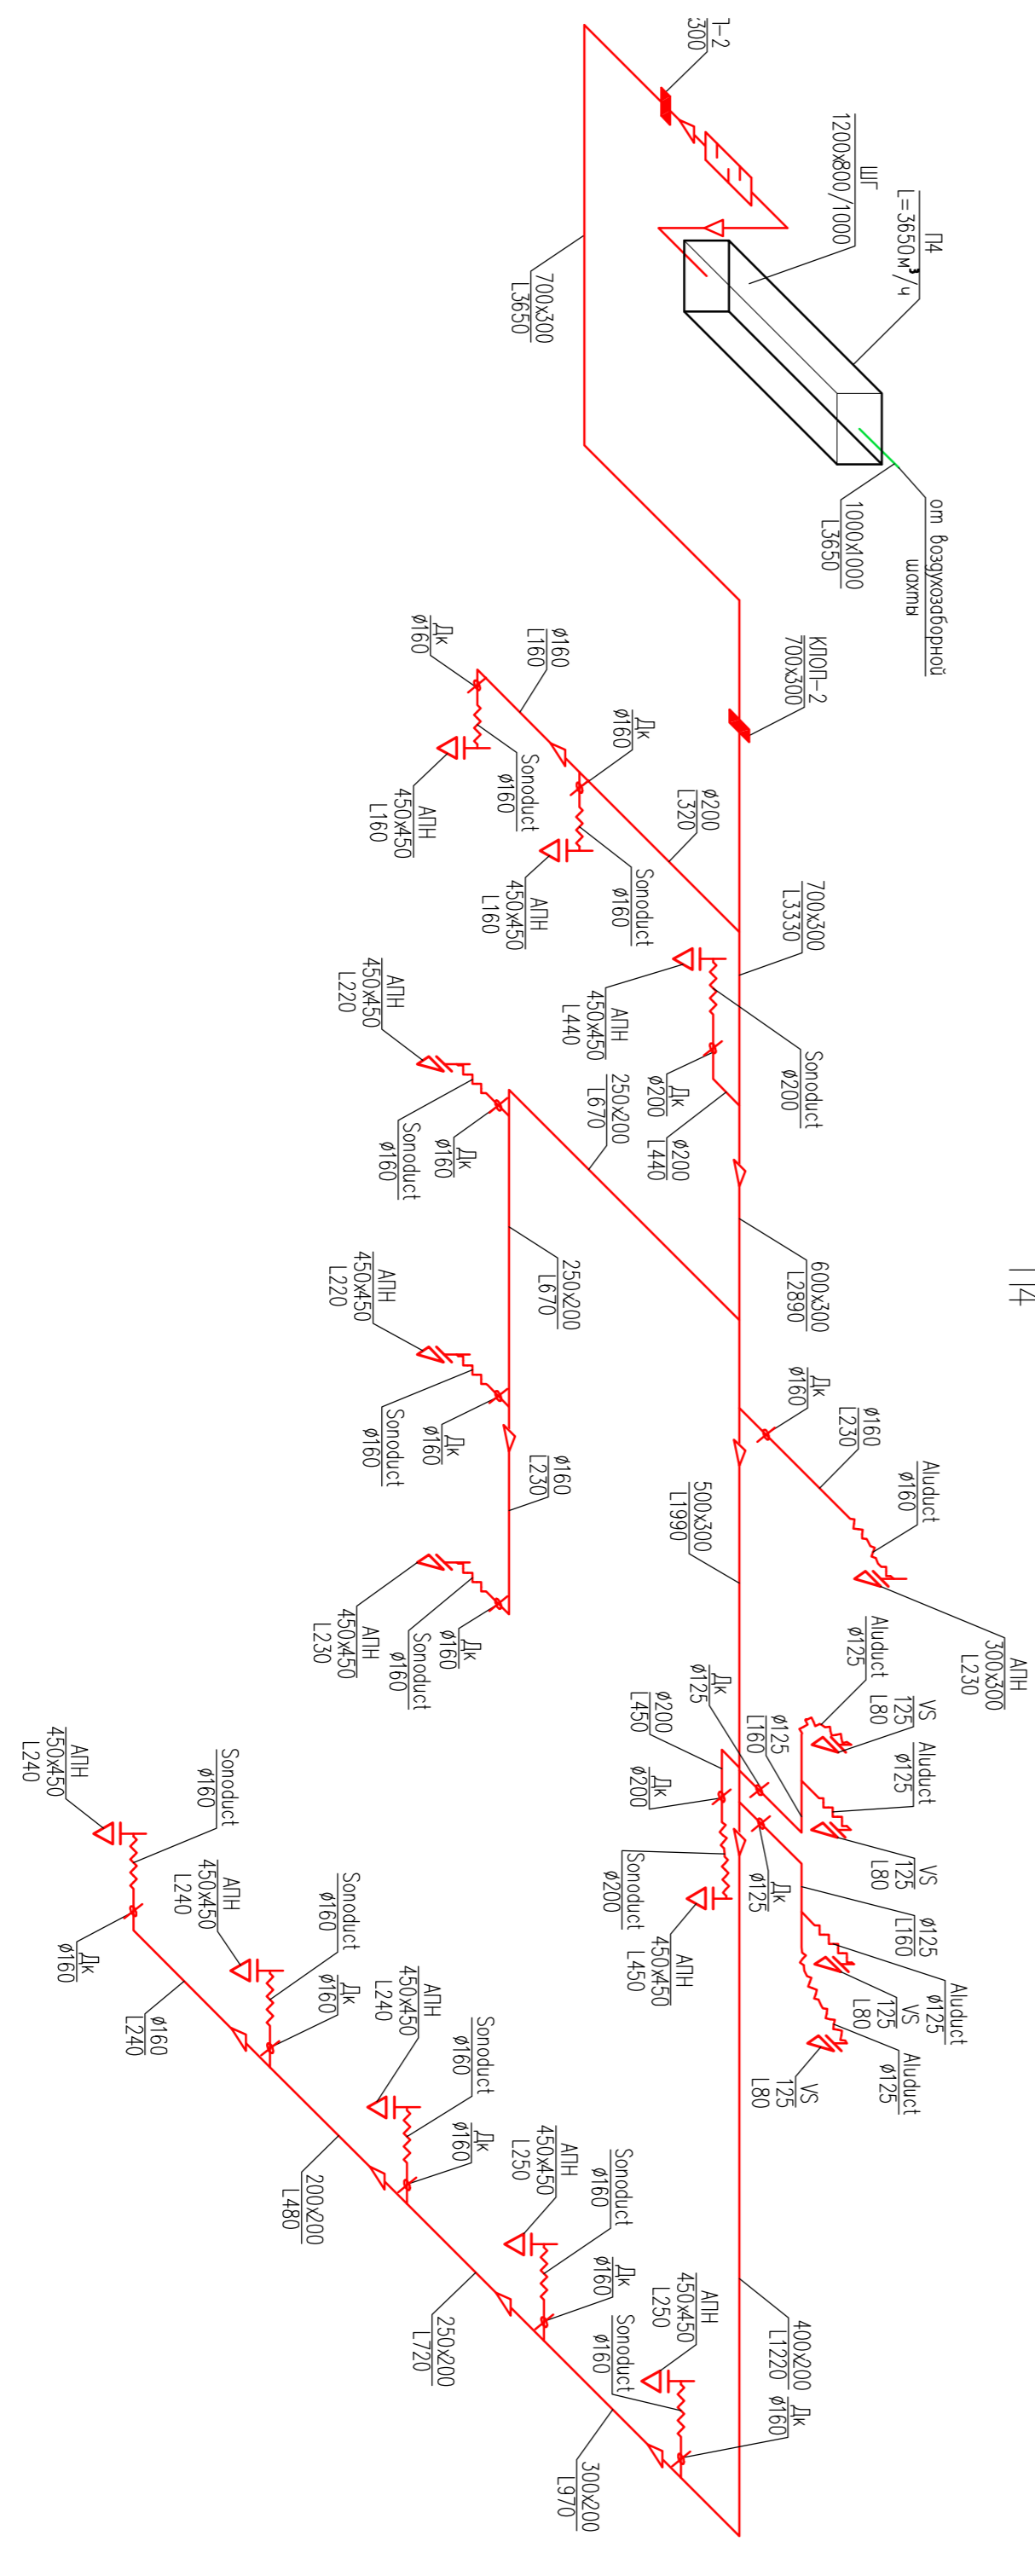 П4
1-2
300
ШГ
1200х800/1000
П4
L=3650м³/ч
от воздухозаборной
шахты
1000х1000
L3650
700х300
L3650
КЛОП-2
700х300
Дк
ø160
ø160
L160
Sonoduct
ø160
АПН
450х450
L160
Дк
ø160
ø200
L320
Sonoduct
ø160
АПН
450х450
L160
700х300
L3330
Sonoduct
ø200
АПН
450х450
L440
Дк
ø200
ø200
L440
250х200
L670
АПН
450х450
L220
Sonoduct
ø160
Дк
ø160
600х300
L2890
250х200
L670
АПН
450х450
L220
Sonoduct
ø160
Дк
ø160
ø160
L230
АПН
450х450
L230
Sonoduct
ø160
Дк
ø160
Дк
ø160
ø160
L230
Aluduct
ø160
АПН
300х300
L230
500х300
L1990
Aluduct
ø125
VS
125
L80
Aluduct
ø125
VS
125
L80
Дк
ø125
ø125
L160
ø200
L450
Дк
ø200
Sonoduct
ø200
АПН
450х450
L450
Дк
ø125
ø125
L160
Aluduct
ø125
VS
125
L80
Aluduct
ø125
VS
125
L80
400х200
L1220
АПН
450х450
L240
Sonoduct
ø160
Дк
ø160
ø160
L240
АПН
450х450
L240
Sonoduct
ø160
Дк
ø160
200х200
L480
АПН
450х450
L240
Sonoduct
ø160
Дк
ø160
250х200
L720
АПН
450х450
L250
Sonoduct
ø160
Дк
ø160
300х200
L970
АПН
450х450
L250
Sonoduct
ø160
Дк
ø160